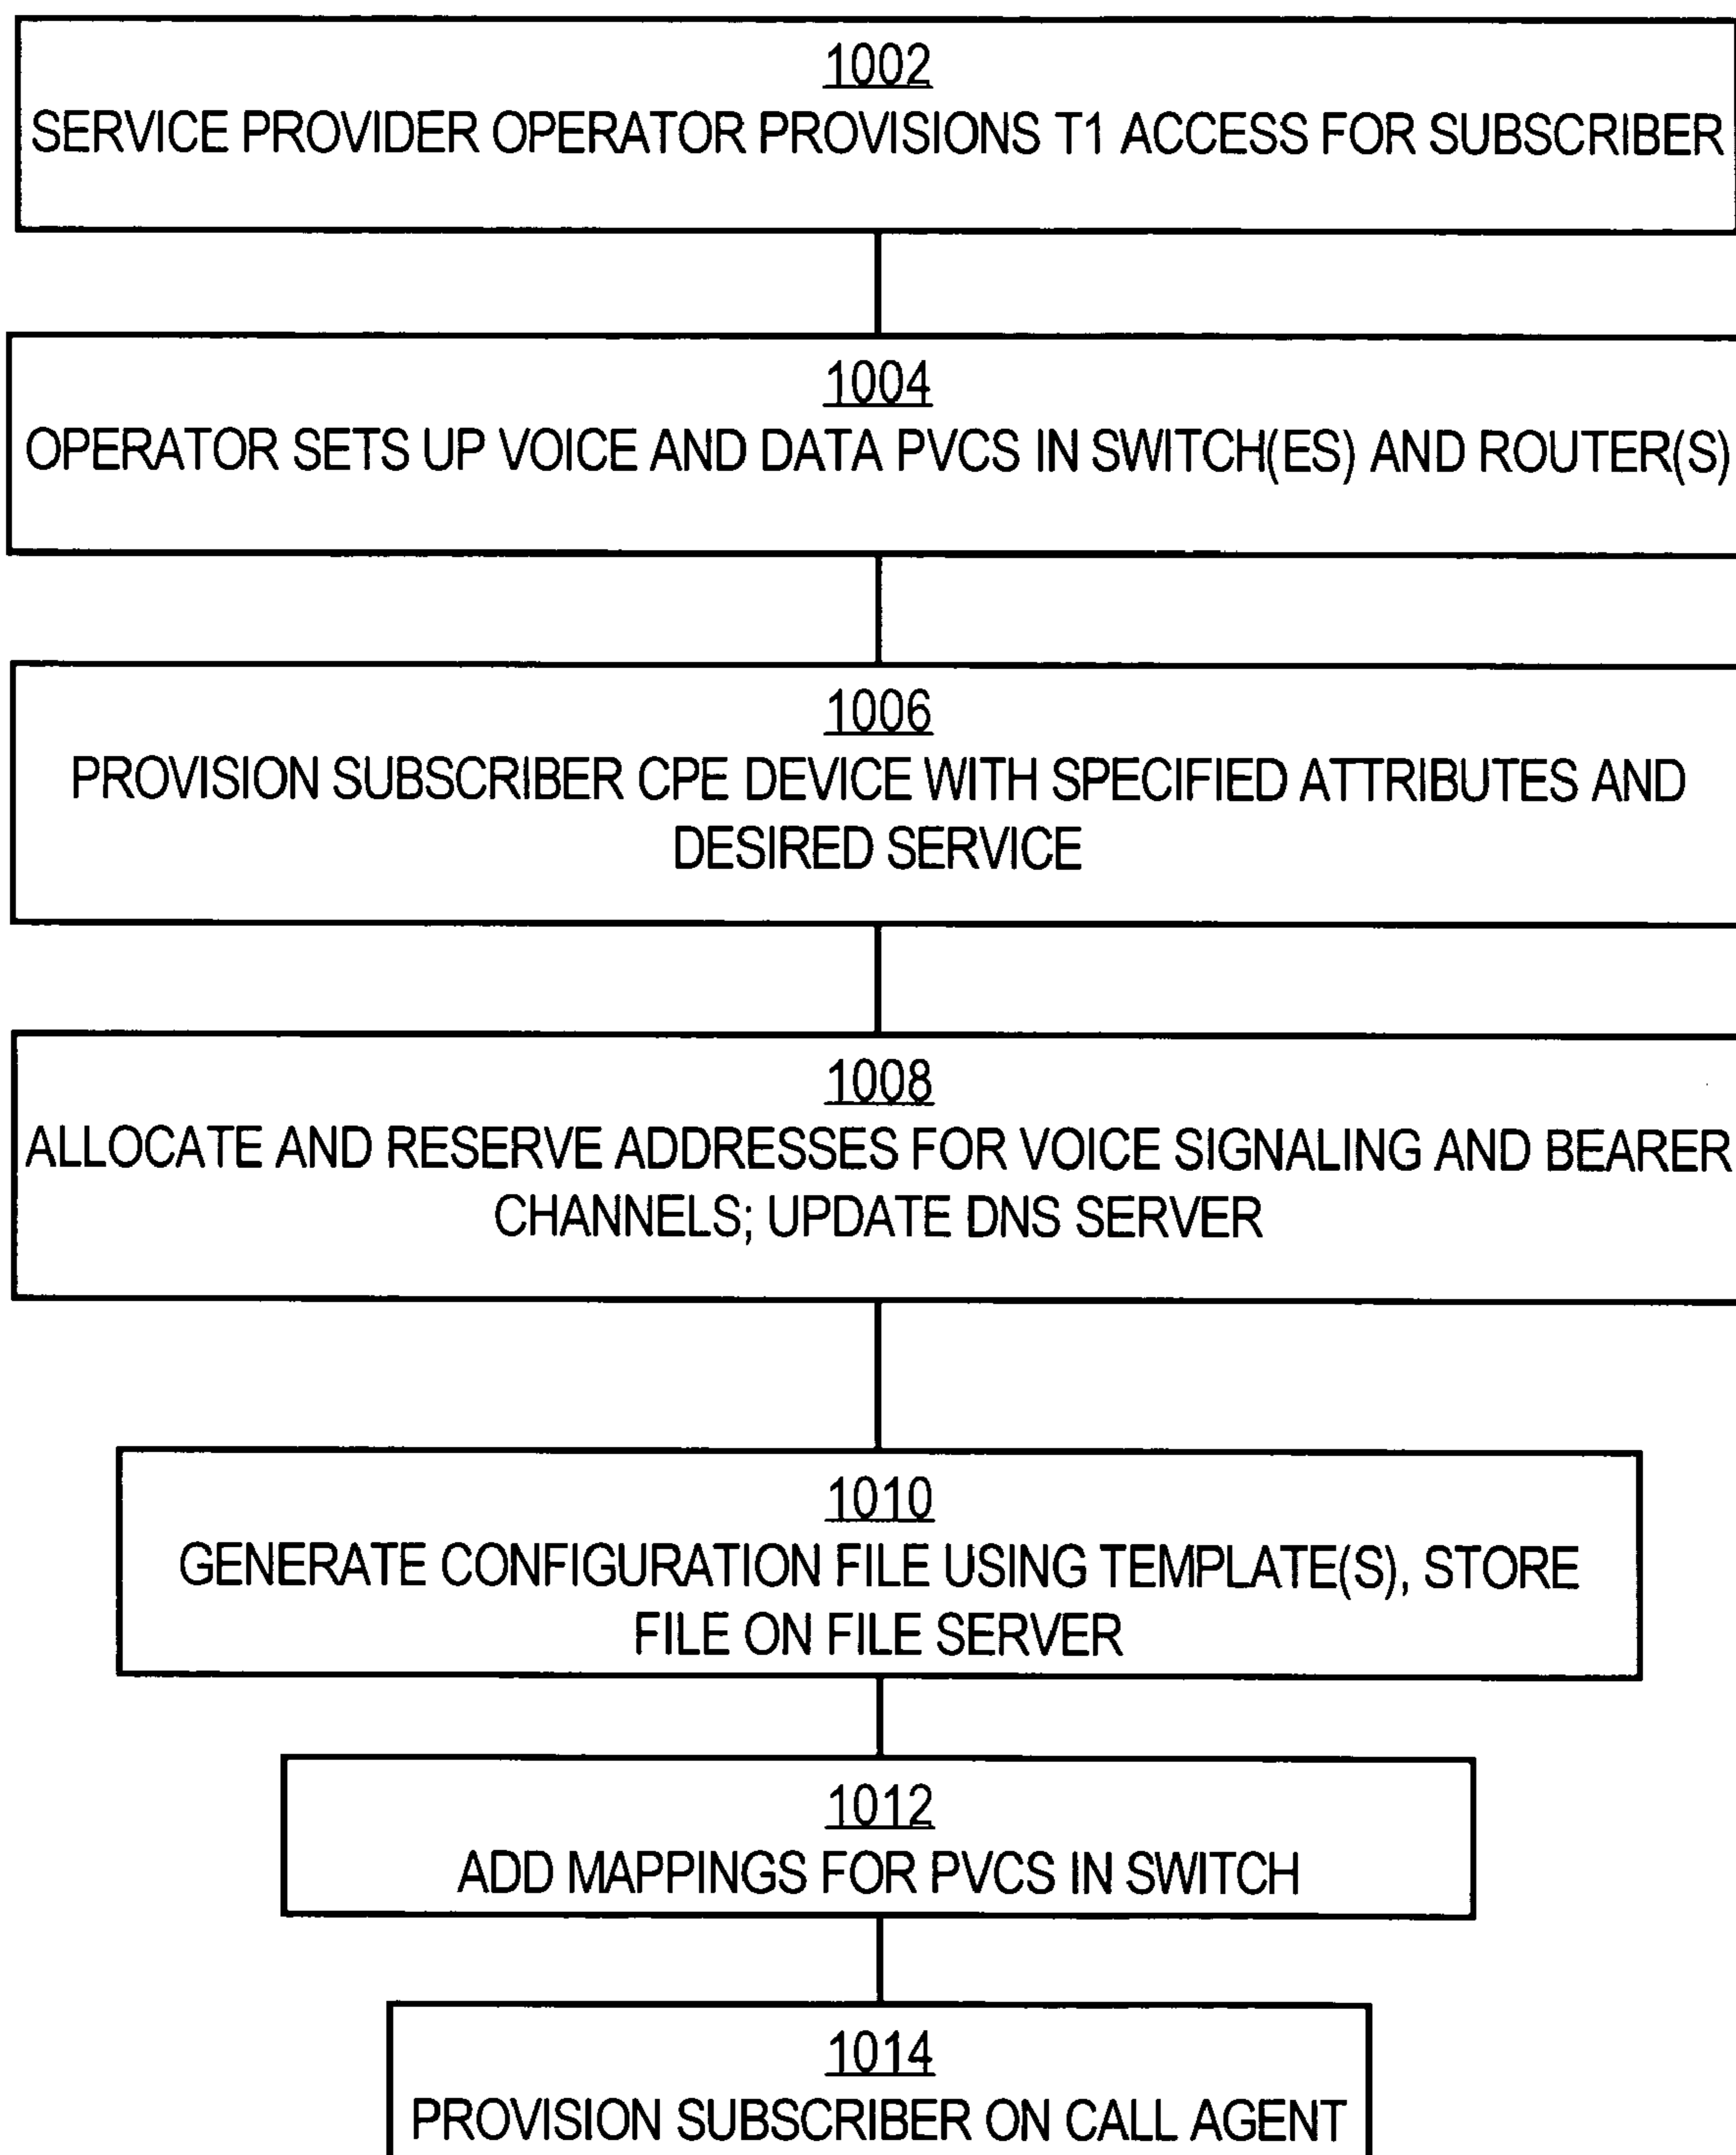 1002
SERVICE PROVIDER OPERATOR PROVISIONS T1 ACCESS FOR SUBSCRIBER
1004
OPERATOR SETS UP VOICE AND DATA PVCS IN SWITCH(ES) AND ROUTER(S)
1006
PROVISION SUBSCRIBER CPE DEVICE WITH SPECIFIED ATTRIBUTES AND
DESIRED SERVICE
1008
ALLOCATE AND RESERVE ADDRESSES FOR VOICE SIGNALING AND BEARER
CHANNELS; UPDATE DNS SERVER
1010
GENERATE CONFIGURATION FILE USING TEMPLATE(S), STORE
FILE ON FILE SERVER
1012
ADD MAPPINGS FOR PVCS IN SWITCH
1014
PROVISION SUBSCRIBER ON CALL AGENT